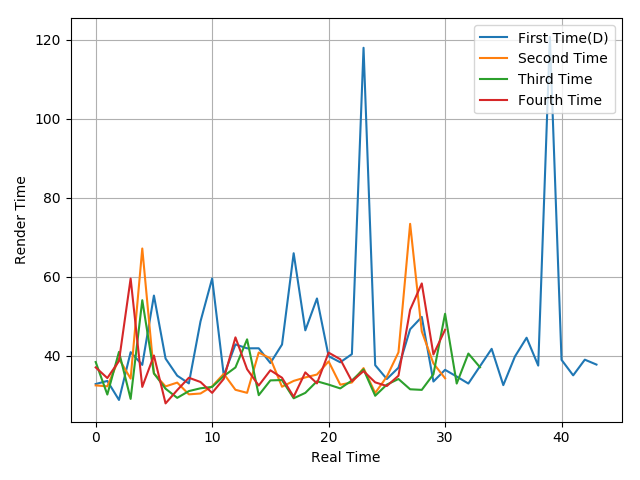 First Time(D)
Second Time
Third Time
Fourth Time
120
100
80
60
40
Render Time
0
10
20
30
40
Real Time